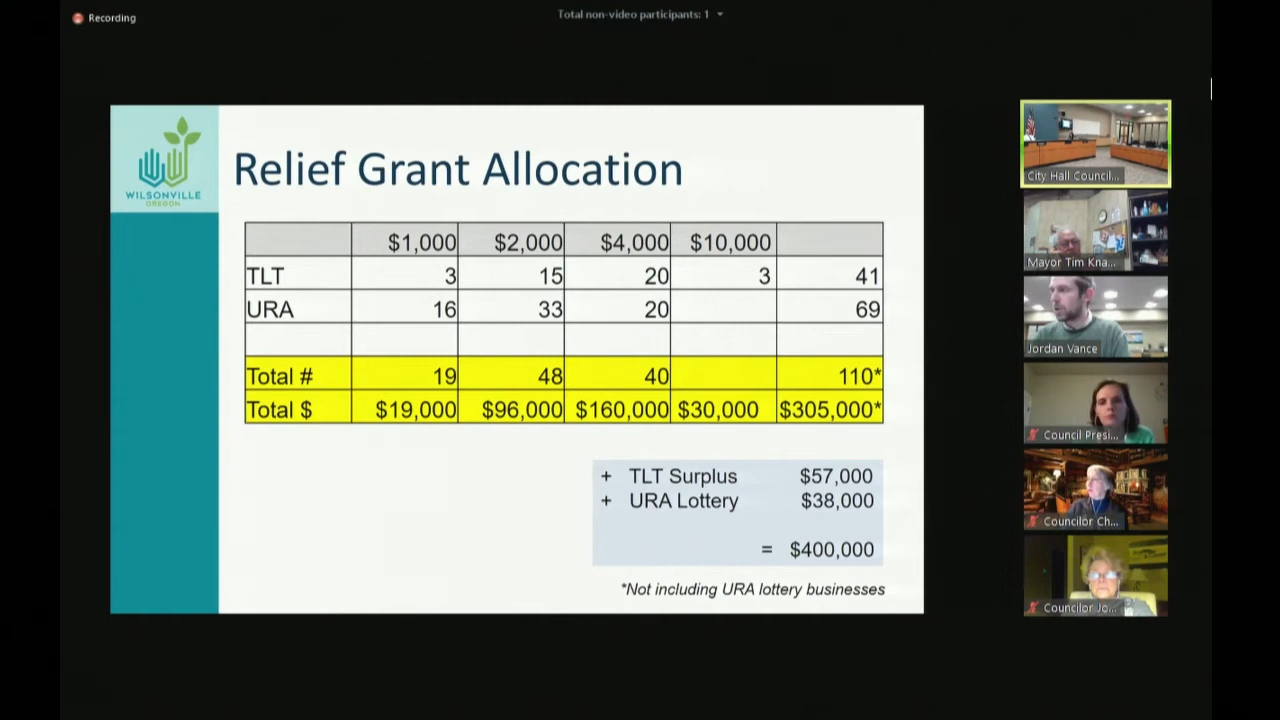 Recording
Total non-video participants: 1
WILSONVILLE
OREGON
Relief Grant Allocation
$1,000 $2,000 $4,000 $10,000
TLT 3 15 20 3 41
URA 16 33 20 69
Total # 19 48 40 110*
Total $ $19,000 $96,000 $160,000 $30,000 $305,000*
+ TLT Surplus $57,000
+ URA Lottery $38,000
= $400,000
*Not including URA lottery businesses
City Hall Council...
Mayor Tim Kna...
Jordan Vance
Council Presi...
Councilor Ch...
Councilor Jo...